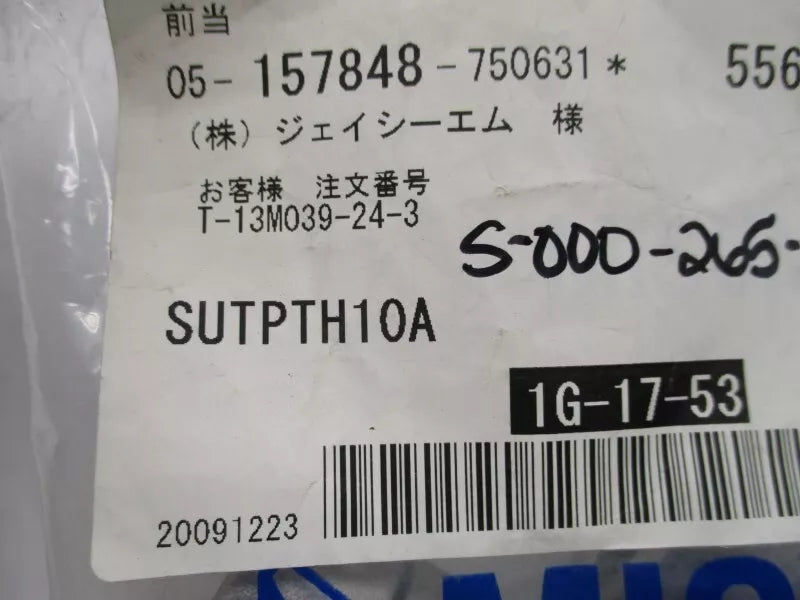 前当
05-157848-750631* 556
(株) ジェイシーエム 様
お客様 注文番号
T-13M039-24-3
S-000-265-
SUTPTH10A
1G-17-53
20091223